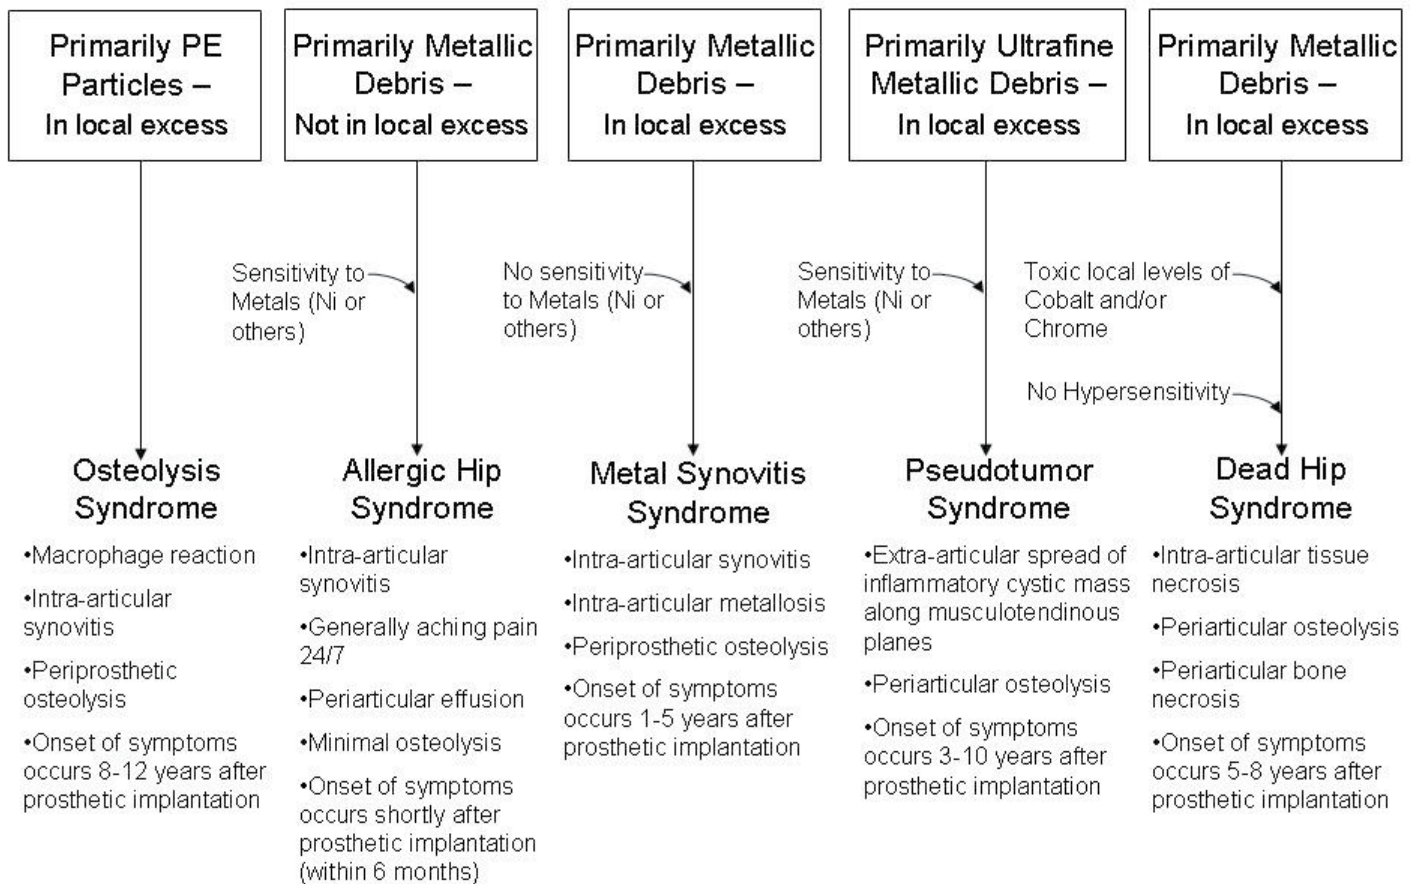 Primarily PE
Particles –
In local excess
Primarily Metallic
Debris –
Not in local excess
Primarily Metallic
Debris –
In local excess
Primarily Ultrafine
Metallic Debris –
In local excess
Primarily Metallic
Debris –
In local excess
Sensitivity to
Metals (Ni or
others)
No sensitivity
to Metals (Ni or
others)
Sensitivity to
Metals (Ni or
others)
Toxic local levels of
Cobalt and/or
Chrome
No Hypersensitivity
Osteolysis
Syndrome
•Macrophage reaction
•Intra-articular
synovitis
•Periprosthetic
osteolysis
•Onset of symptoms
occurs 8-12 years after
prosthetic implantation
Allergic Hip
Syndrome
•Intra-articular
synovitis
•Generally aching pain
24/7
•Periarticular effusion
•Minimal osteolysis
•Onset of symptoms
occurs shortly after
prosthetic implantation
(within 6 months)
Metal Synovitis
Syndrome
•Intra-articular synovitis
•Intra-articular metallosis
•Periprosthetic osteolysis
•Onset of symptoms
occurs 1-5 years after
prosthetic implantation
Pseudotumor
Syndrome
•Extra-articular spread of
inflammatory cystic mass
along musculotendinous
planes
•Periarticular osteolysis
•Onset of symptoms
occurs 3-10 years after
prosthetic implantation
Dead Hip
Syndrome
•Intra-articular tissue
necrosis
•Periarticular osteolysis
•Periarticular bone
necrosis
•Onset of symptoms
occurs 5-8 years after
prosthetic implantation